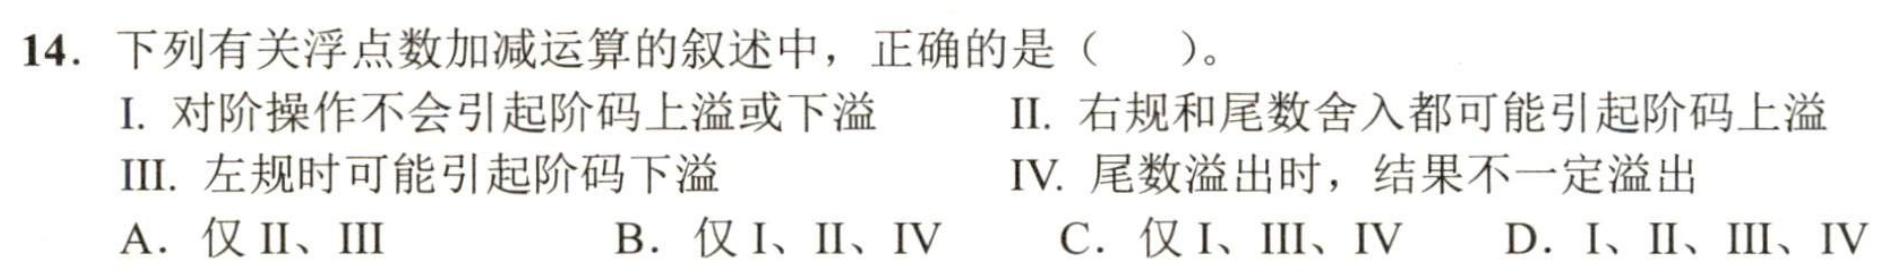 14. 下列有关浮点数加减运算的叙述中，正确的是（ ）。
I. 对阶操作不会引起阶码上溢或下溢 II. 右规和尾数舍入都可能引起阶码上溢
III. 左规时可能引起阶码下溢 IV. 尾数溢出时，结果不一定溢出
A. 仅 II、III B. 仅 I、II、IV C. 仅 I、III、IV D. I、II、III、IV